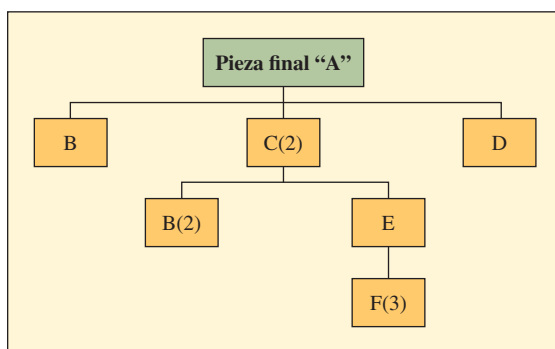 Pieza final “A”
B
C(2)
D
B(2)
E
F(3)